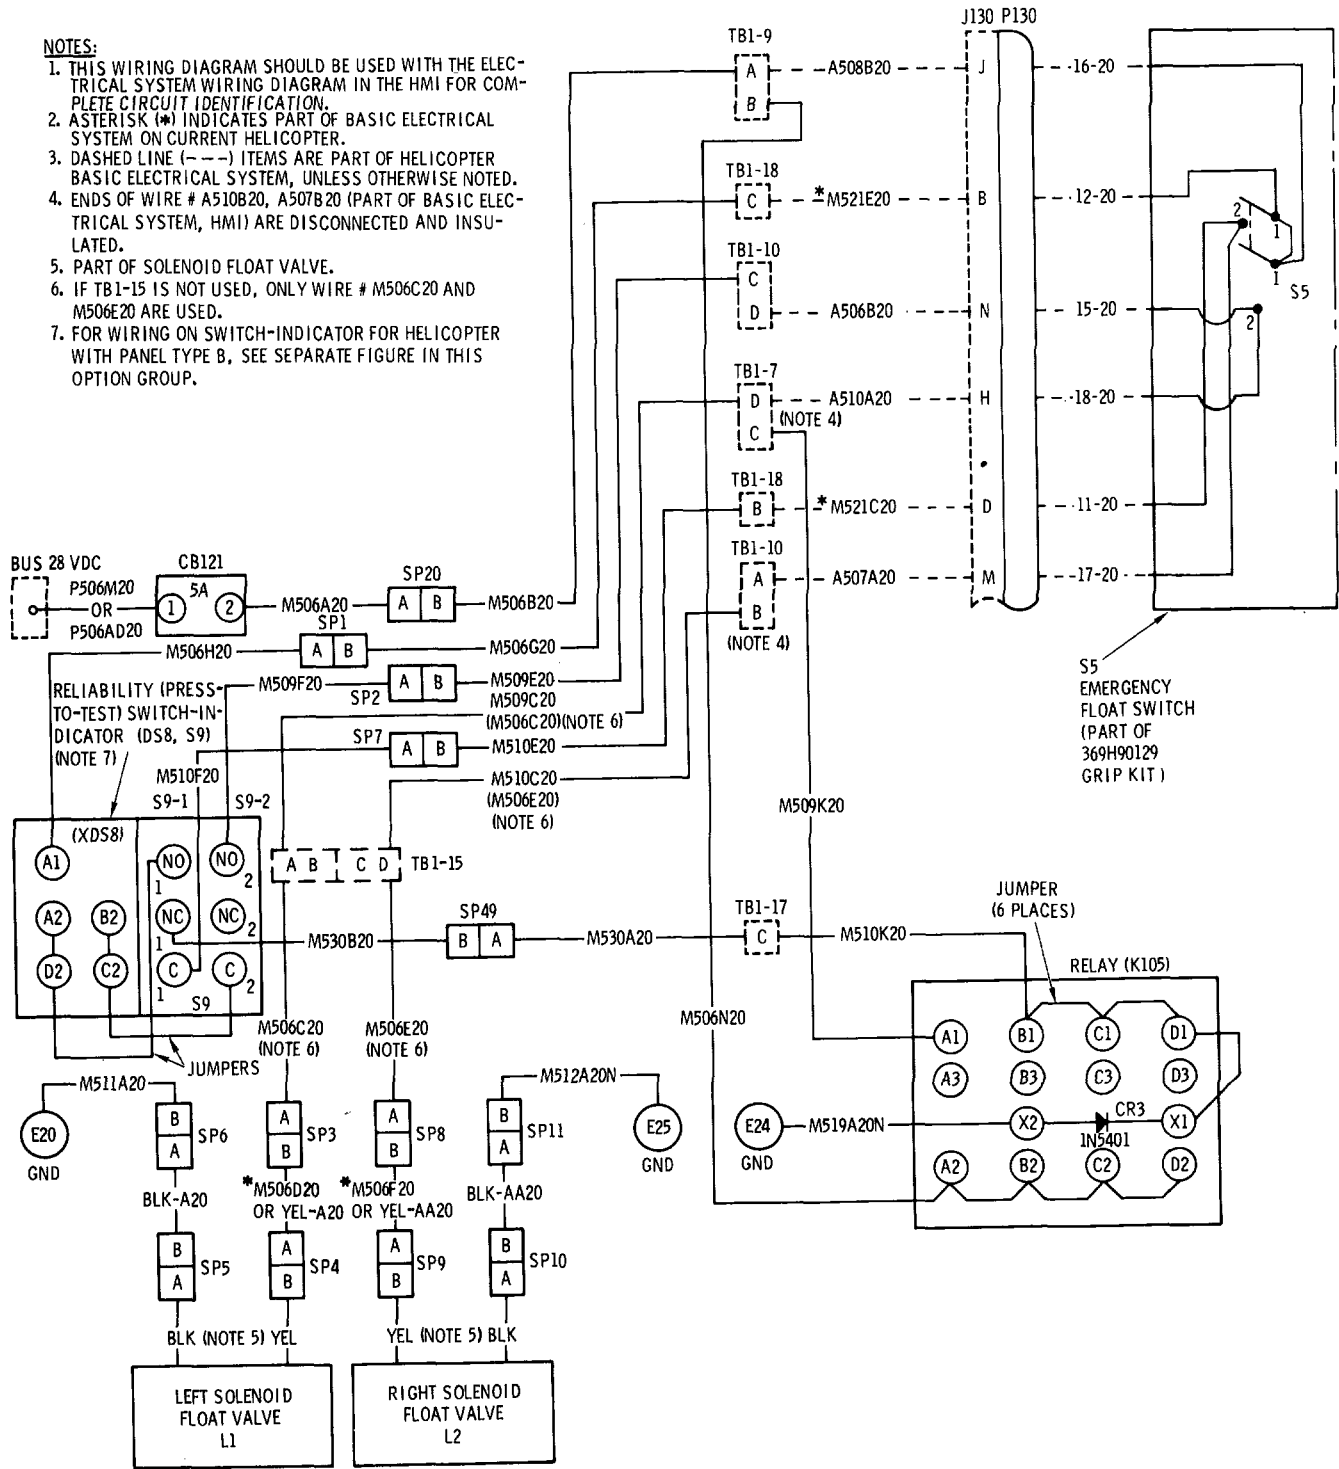 NOTES:
1. THIS WIRING DIAGRAM SHOULD BE USED WITH THE ELEC-
TRICAL SYSTEM WIRING DIAGRAM IN THE HMI FOR COM-
PLETE CIRCUIT IDENTIFICATION.
2. ASTERISK (*) INDICATES PART OF BASIC ELECTRICAL
SYSTEM ON CURRENT HELICOPTER.
3. DASHED LINE (---) ITEMS ARE PART OF HELICOPTER
BASIC ELECTRICAL SYSTEM, UNLESS OTHERWISE NOTED.
4. ENDS OF WIRE # A510B20, A507B20 (PART OF BASIC ELEC-
TRICAL SYSTEM, HMI) ARE DISCONNECTED AND INSU-
LATED.
5. PART OF SOLENOID FLOAT VALVE.
6. IF TB1-15 IS NOT USED, ONLY WIRE # M506C20 AND
M506E20 ARE USED.
7. FOR WIRING ON SWITCH-INDICATOR FOR HELICOPTER
WITH PANEL TYPE B, SEE SEPARATE FIGURE IN THIS
OPTION GROUP.
J130 P130
TB1-9
A A508B20 J 16-20
B
TB1-18
C *M521E20 B 12-20
2
1
1
S5
TB1-10
C
D A506B20 N 15-20
2
TB1-7
D A510A20 H 18-20
(NOTE 4)
C
TB1-18
B *M521C20 D 11-20
TB1-10
A A507A20 M 17-20
B
(NOTE 4)
S5
EMERGENCY
FLOAT SWITCH
(PART OF
369H90129
GRIP KIT)
BUS 28 VDC
P506M20
OR
P506AD20
CB121
5A
1 2
M506A20
SP20
A B
M506B20
M506H20
SP1
A B
M506G20
M509F20
SP2
A B
M509E20
M509C20
(M506C20)(NOTE 6)
SP7
A B
M510E20
M510C20
(M506E20)
(NOTE 6)
RELIABILITY (PRESS-
TO-TEST) SWITCH-IN-
DICATOR (DS8, S9)
(NOTE 7)
M510F20
S9-1 S9-2
(XDS8)
A1 NO 1 NO 2
A2 B2 NC 1 NC 2
D2 C2 C 1 C 2
S9
JUMPERS
A B C D TB1-15
M530B20
SP49
B A
M530A20
TB1-17
C
M510K20
M509K20
M506N20
JUMPER
(6 PLACES)
RELAY (K105)
A1 B1 C1 D1
A3 B3 C3 D3
X2 CR3 X1
1N5401
A2 B2 C2 D2
E24
GND
M519A20N
M506C20
(NOTE 6)
M506E20
(NOTE 6)
M511A20
E20
GND
M512A20N
E25
GND
B
A
SP6
A
B
SP3
A
B
SP8
B
A
SP11
BLK-A20
*M506D20
OR YEL-A20
*M506F20
OR YEL-AA20
BLK-AA20
B
A
SP5
A
B
SP4
A
B
SP9
B
A
SP10
BLK (NOTE 5) YEL
YEL (NOTE 5) BLK
LEFT SOLENOID
FLOAT VALVE
L1
RIGHT SOLENOID
FLOAT VALVE
L2